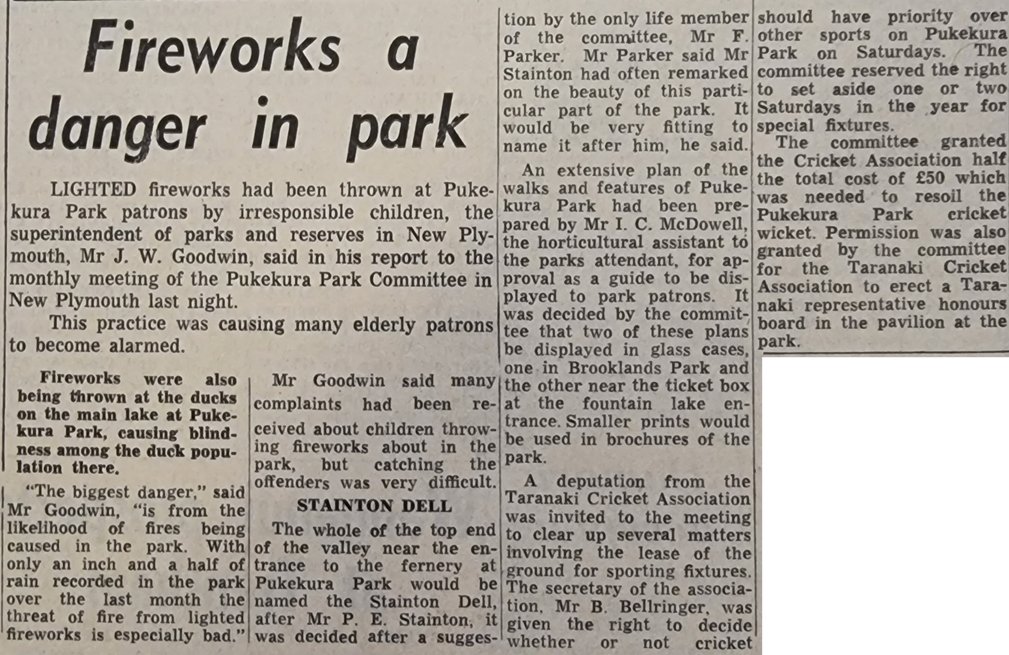 Fireworks a
danger in park
LIGHTED fireworks had been thrown at Puke-
kura Park patrons by irresponsible children, the
superintendent of parks and reserves in New Ply-
mouth, Mr J. W. Goodwin, said in his report to the
monthly meeting of the Pukekura Park Committee in
New Plymouth last night.
This practice was causing many elderly patrons
to become alarmed.
Fireworks were also
being thrown at the ducks
on the main lake at Puke-
kura Park, causing blind-
ness among the duck popu-
lation there.
"The biggest danger," said
Mr Goodwin, "is from the
likelihood of fires being
caused in the park. With
only an inch and a half of
rain recorded in the park
over the last month the
threat of fire from lighted
fireworks is especially bad."
Mr Goodwin said many
complaints had been re-
ceived about children throw-
ing fireworks about in the
park, but catching the
offenders was very difficult.
STAINTON DELL
The whole of the top end
of the valley near the en-
trance to the fernery at
Pukekura Park would be
named the Stainton Dell,
after Mr P. E. Stainton, it
was decided after a sugges-
tion by the only life member
of the committee, Mr F.
Parker. Mr Parker said Mr
Stainton had often remarked
on the beauty of this parti-
cular part of the park. It
would be very fitting to
name it after him, he said.
An extensive plan of the
walks and features of Puke-
kura Park had been pre-
pared by Mr I. C. McDowell,
the horticultural assistant to
the parks attendant, for ap-
proval as a guide to be dis-
played to park patrons. It
was decided by the commit-
tee that two of these plans
be displayed in glass cases,
one in Brooklands Park and
the other near the ticket box
at the fountain lake en-
trance. Smaller prints would
be used in brochures of the
park.
A deputation from the
Taranaki Cricket Association
was invited to the meeting
to clear up several matters
involving the lease of the
ground for sporting fixtures.
The secretary of the associa-
tion, Mr B. Bellringer, was
given the right to decide
whether or not cricket
should have priority over
other sports on Pukekura
Park on Saturdays. The
committee reserved the right
to set aside one or two
Saturdays in the year for
special fixtures.
The committee granted
the Cricket Association half
the total cost of £50 which
was needed to resoil the
Pukekura Park cricket
wicket. Permission was also
granted by the committee
for the Taranaki Cricket
Association to erect a Tara-
naki representative honours
board in the pavilion at the
park.